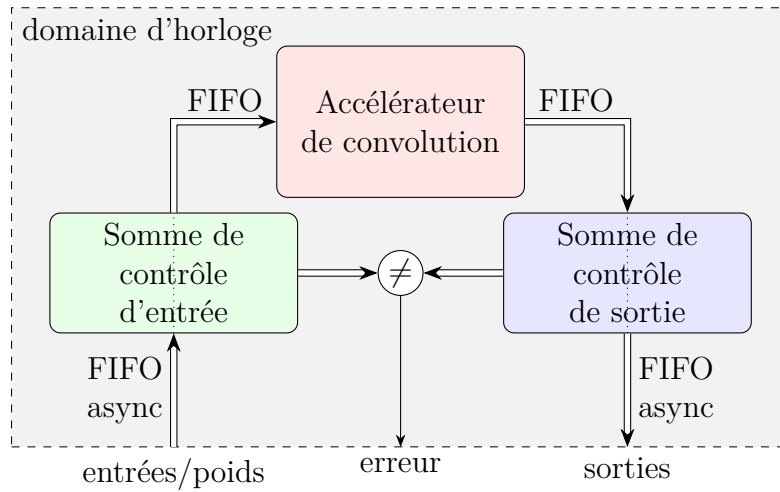 domaine d'horloge
FIFO
Accélérateur
de convolution
FIFO
Somme de
contrôle
d'entrée
≠
Somme de
contrôle
de sortie
FIFO
async
FIFO
async
entrées/poids
erreur
sorties